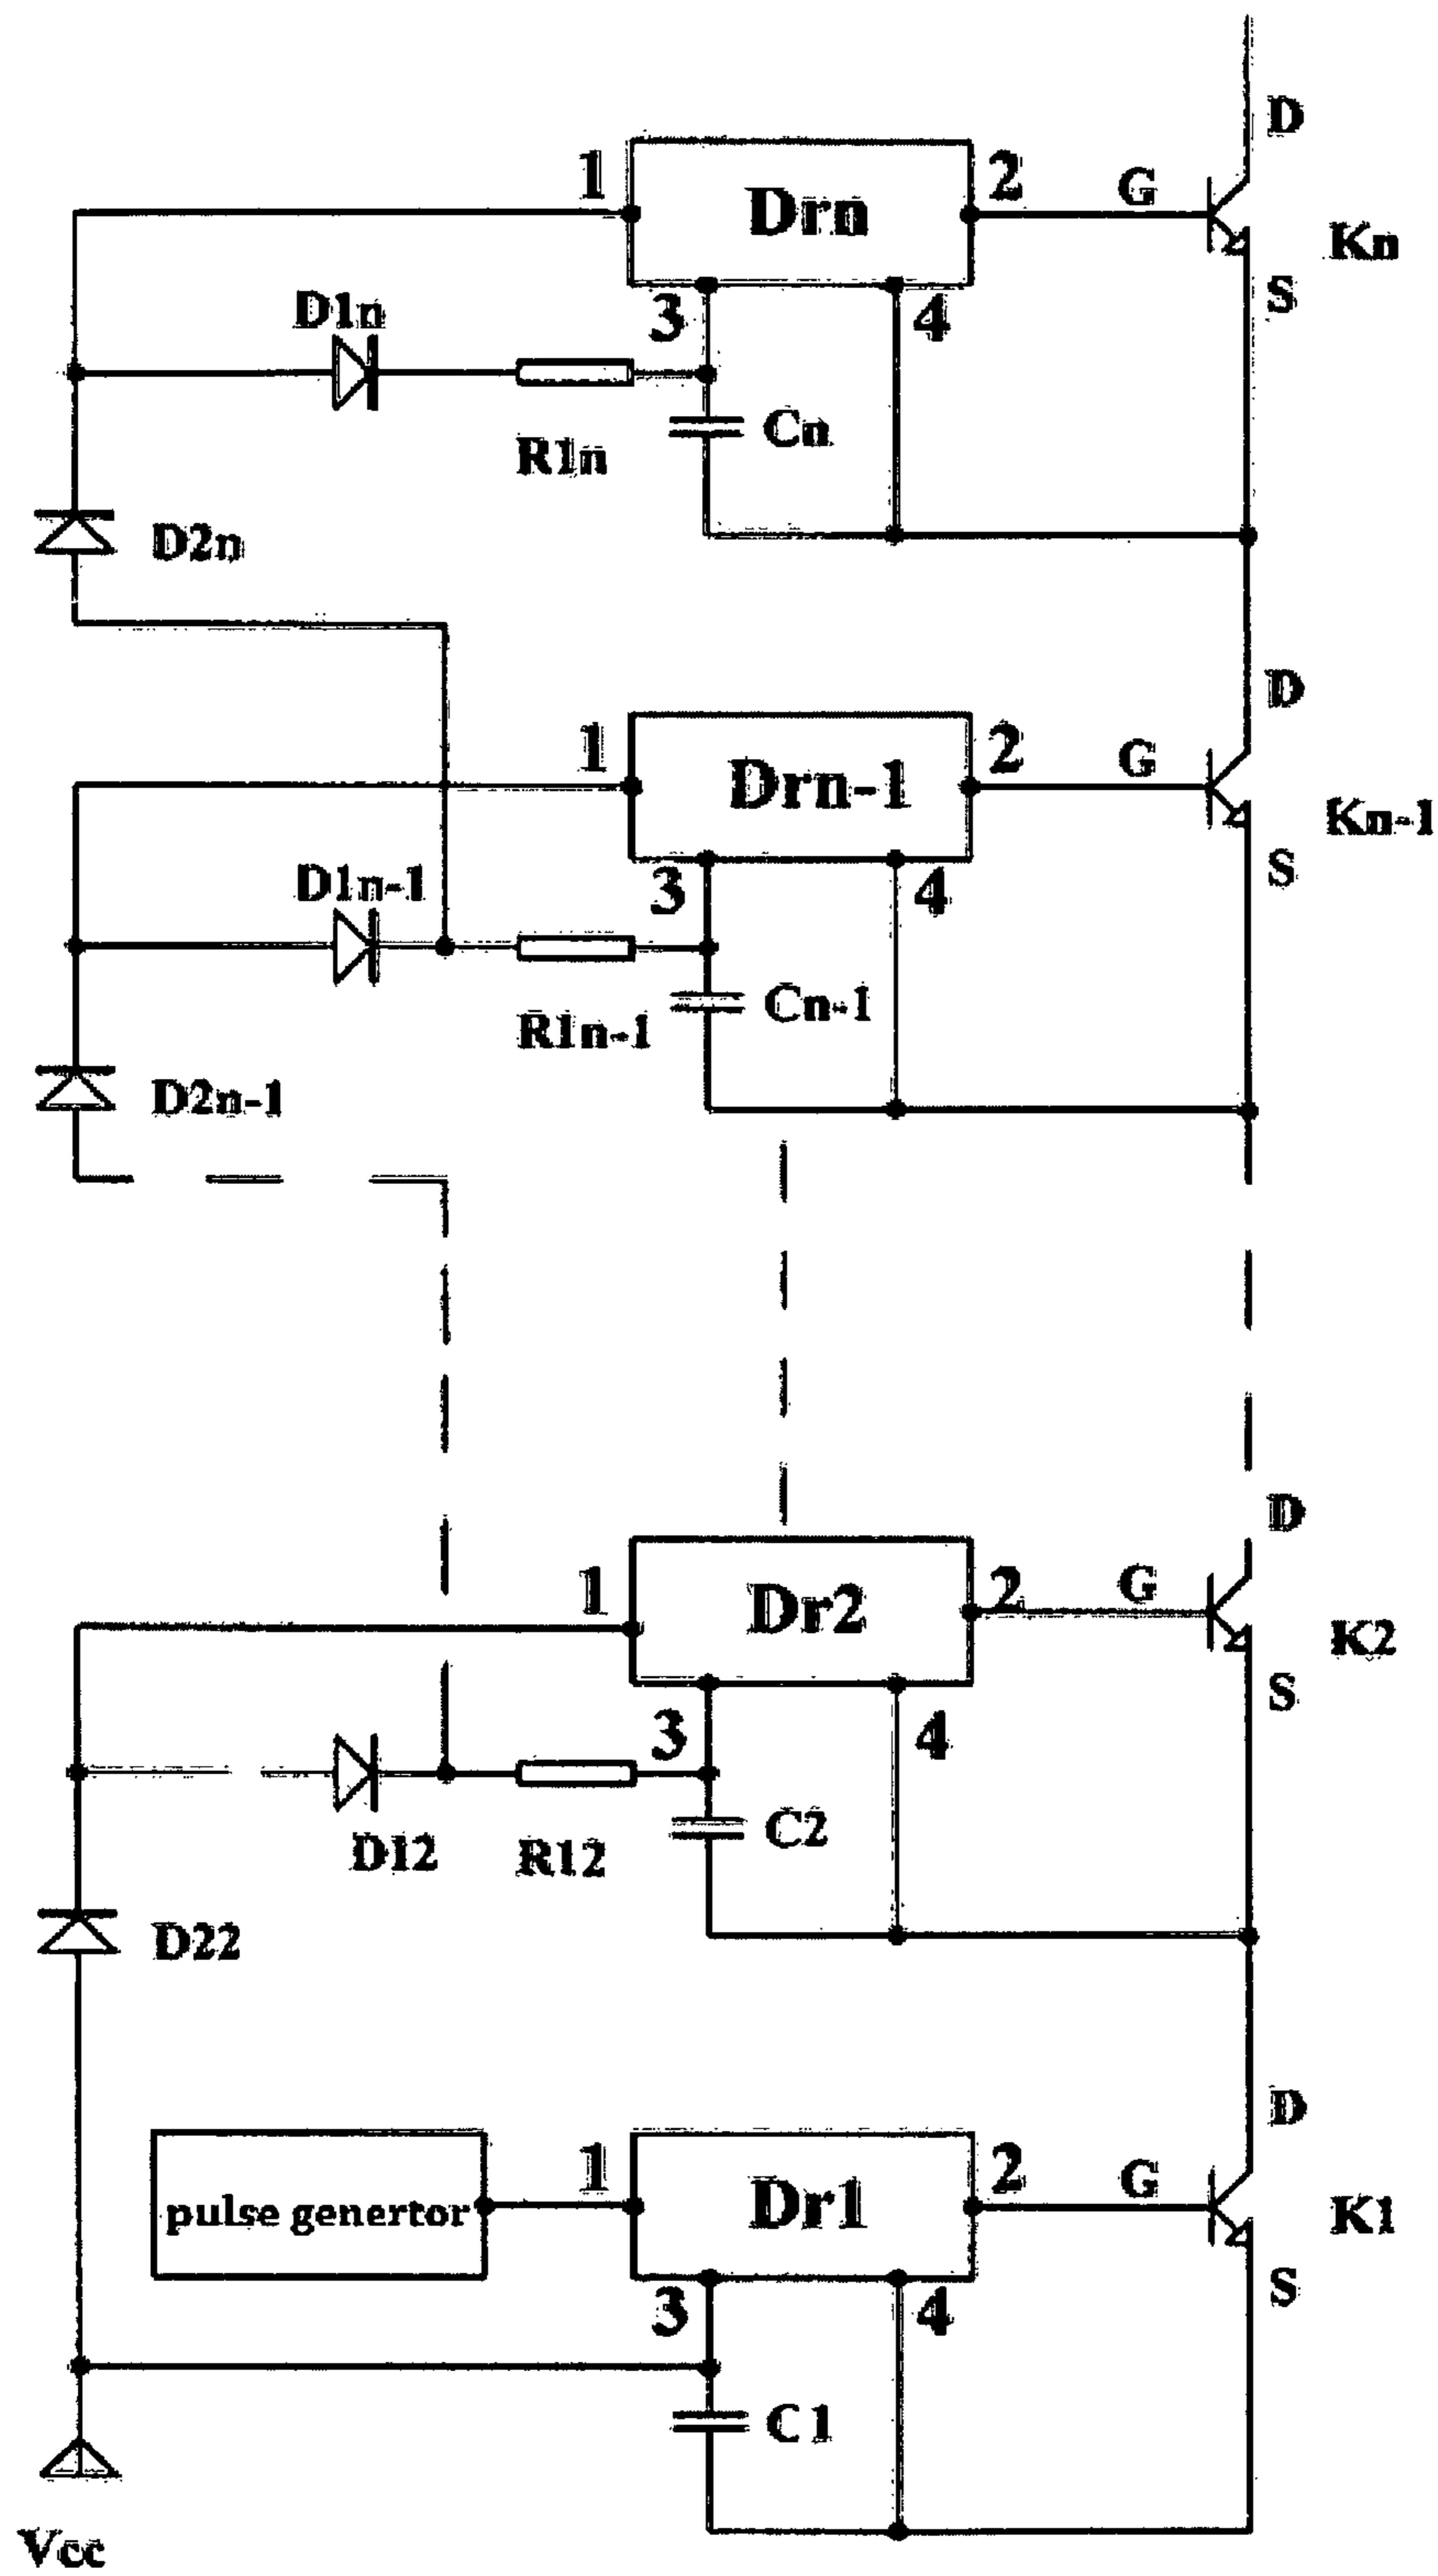 D
1
Drn
2
G
Kn
S
D1n
3
4
R1n
Cn
D2n
D
1
Drn-1
2
G
Kn-1
S
D1n-1
3
4
R1n-1
Cn-1
D2n-1
D
1
Dr2
2
G
K2
S
3
4
D12
R12
C2
D22
D
pulse genertor
1
Dr1
2
G
K1
S
3
4
C1
Vcc